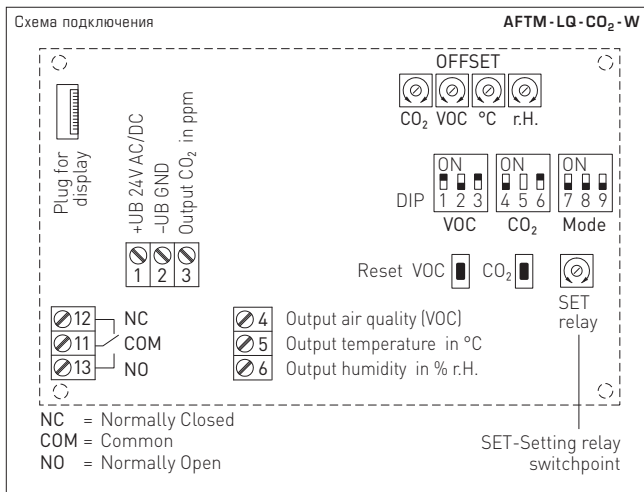 Схема подключения
AFTM-LQ-CO₂-W
OFFSET
CO₂ VOC °C r.H.
Plug for
display
+UB 24V AC/DC
–UB GND
Output CO₂ in ppm
1 2 3
DIP
ON
1 2 3
VOC
ON
4 5 6
CO₂
ON
7 8 9
Mode
Reset VOC
CO₂
SET
relay
12 NC
11 COM
13 NO
4 Output air quality (VOC)
5 Output temperature in °C
6 Output humidity in % r.H.
NC = Normally Closed
COM = Common
NO = Normally Open
SET-Setting relay
switchpoint